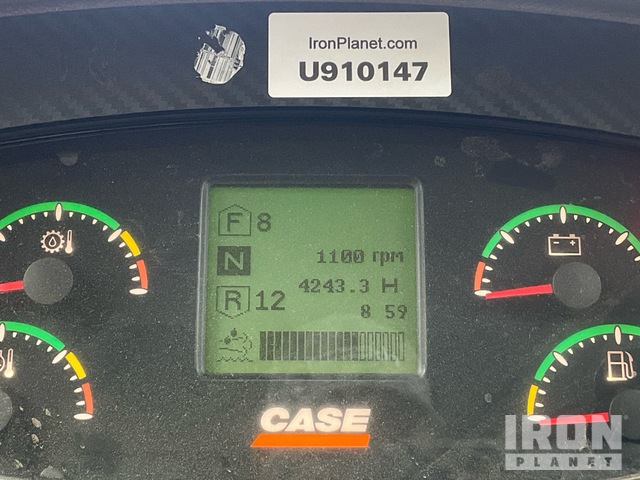 IronPlanet.com
U910147
F 8
N 1100 rpm
4243.3 H
R 12
8 59
CASE
IRON
PLANET